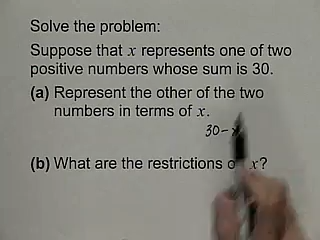 Solve the problem:
Suppose that x represents one of two
positive numbers whose sum is 30.
(a) Represent the other of the two
numbers in terms of x.
30-x
(b) What are the restrictions o x?